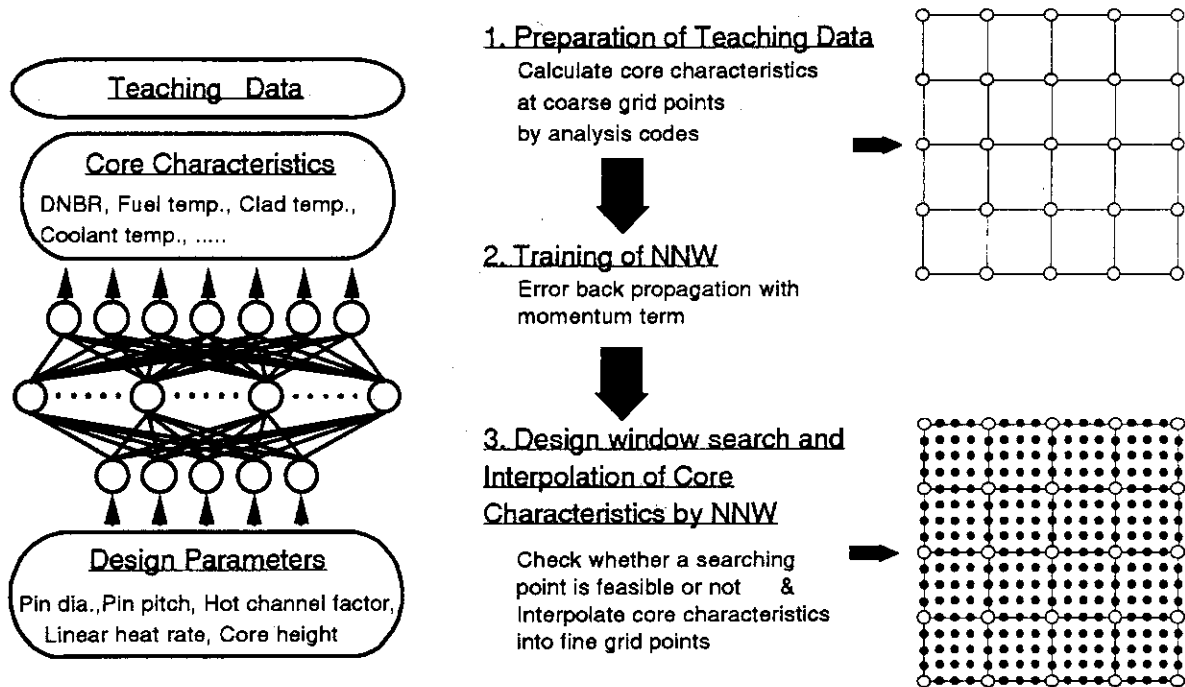 Teaching Data
Core Characteristics
DNBR, Fuel temp., Clad temp.,
Coolant temp., .....
Design Parameters
Pin dia.,Pin pitch, Hot channel factor,
Linear heat rate, Core height
1. Preparation of Teaching Data
Calculate core characteristics
at coarse grid points
by analysis codes
2. Training of NNW
Error back propagation with
momentum term
3. Design window search and
Interpolation of Core
Characteristics by NNW
Check whether a searching
point is feasible or not &
Interpolate core characteristics
into fine grid points